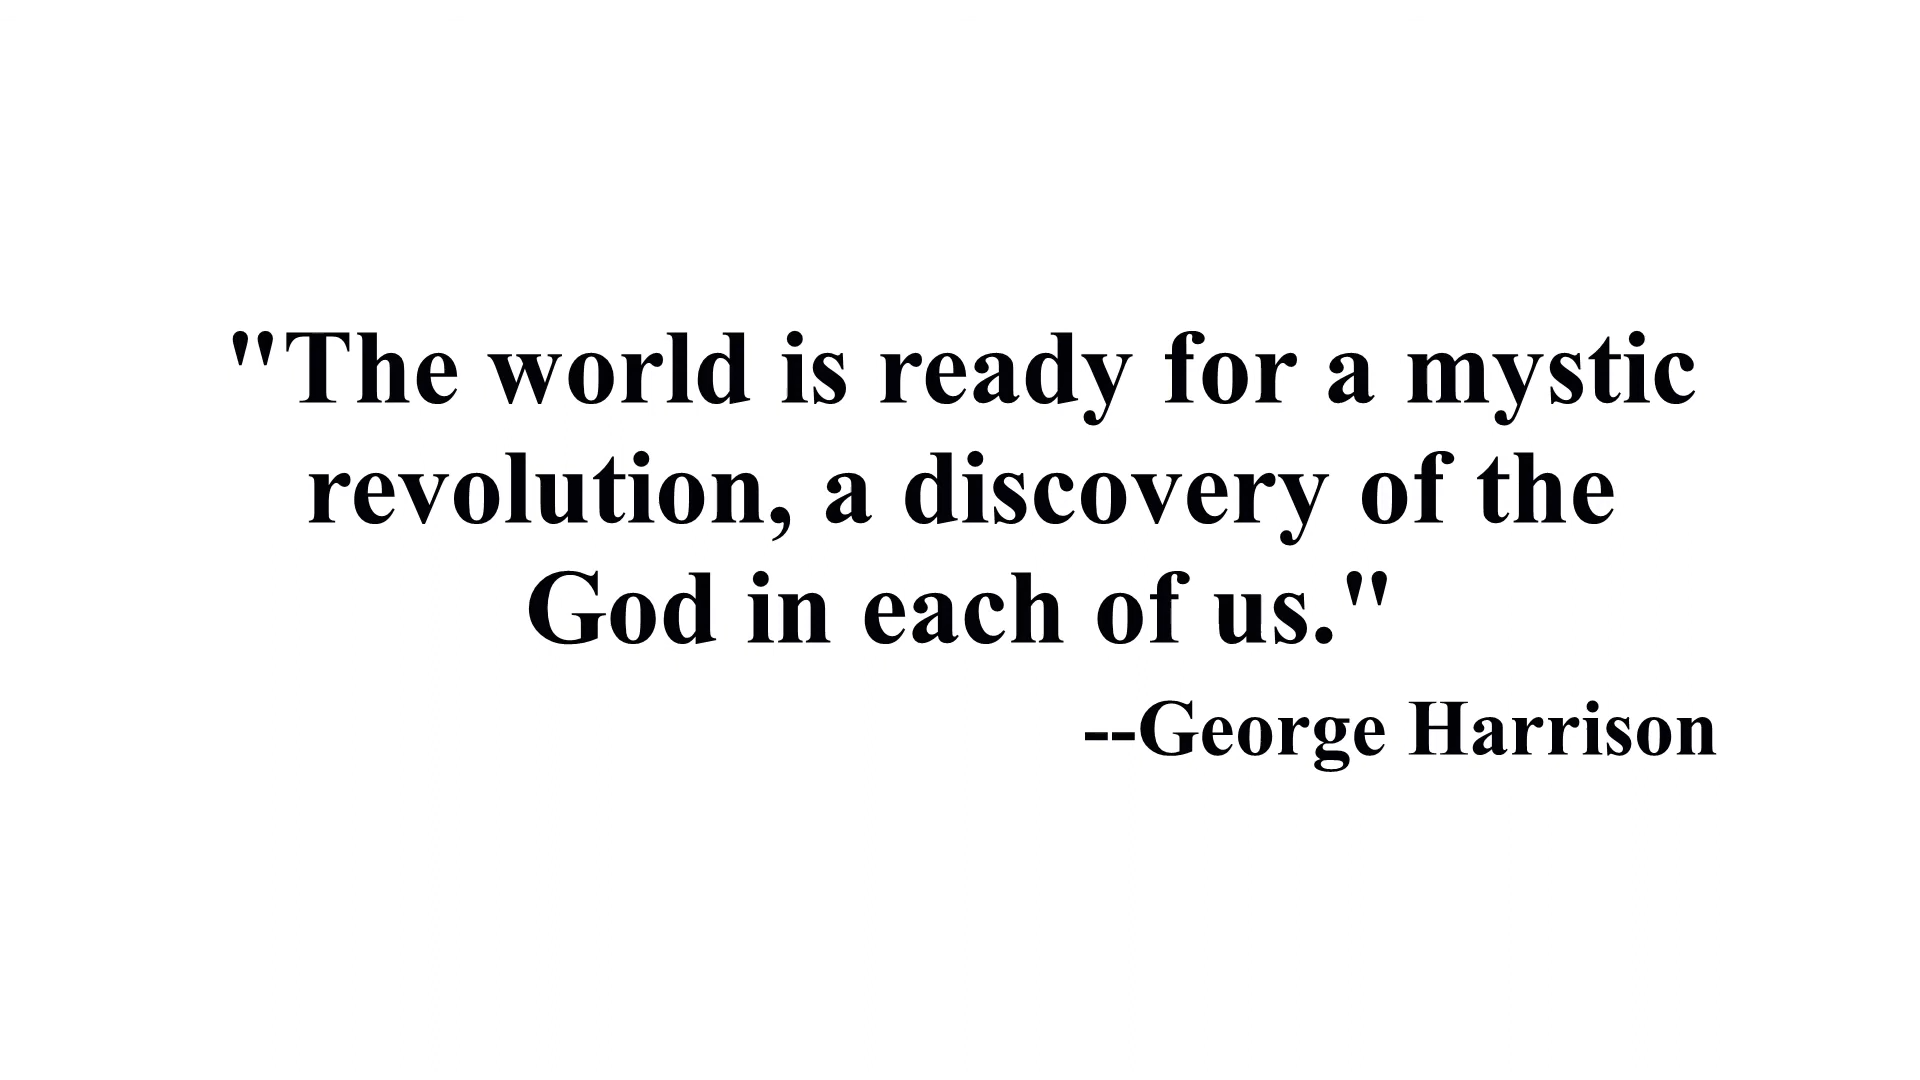 "The world is ready for a mystic
revolution, a discovery of the
God in each of us."
--George Harrison